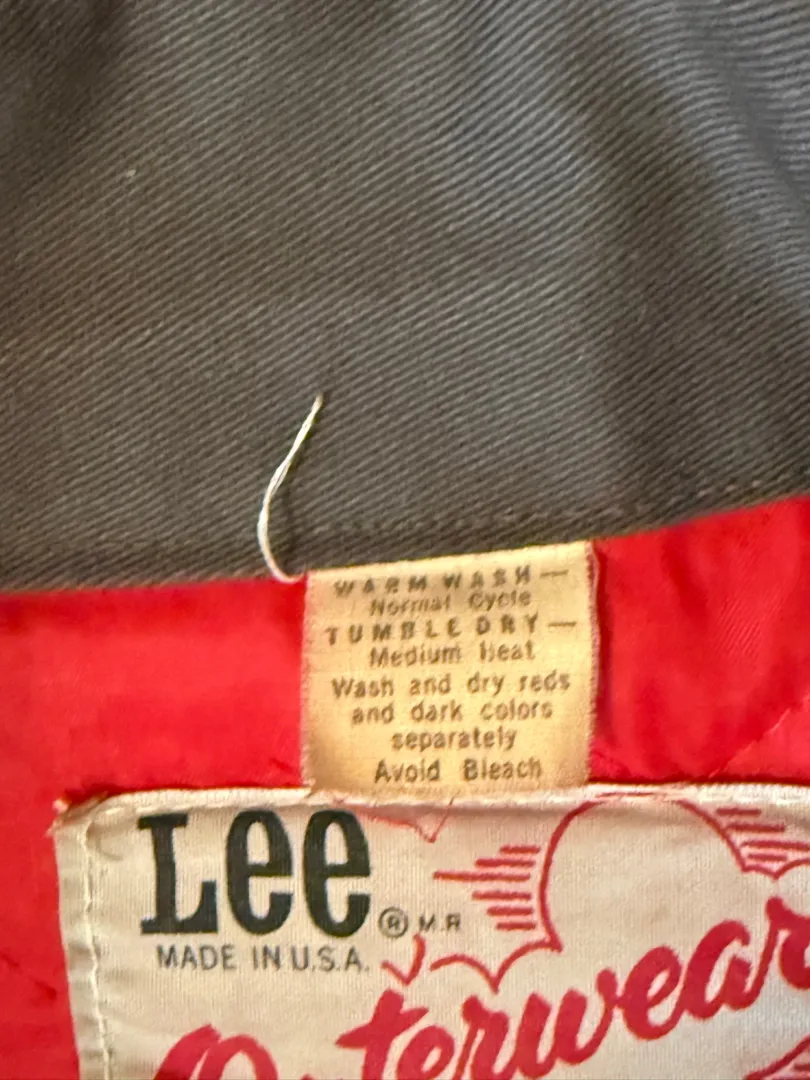 WARM WASH—
Normal Cycle
TUMBLE DRY—
Medium Heat
Wash and dry reds
and dark colors
separately
Avoid Bleach
Lee ® M.R
MADE IN U.S.A.
Outerwear